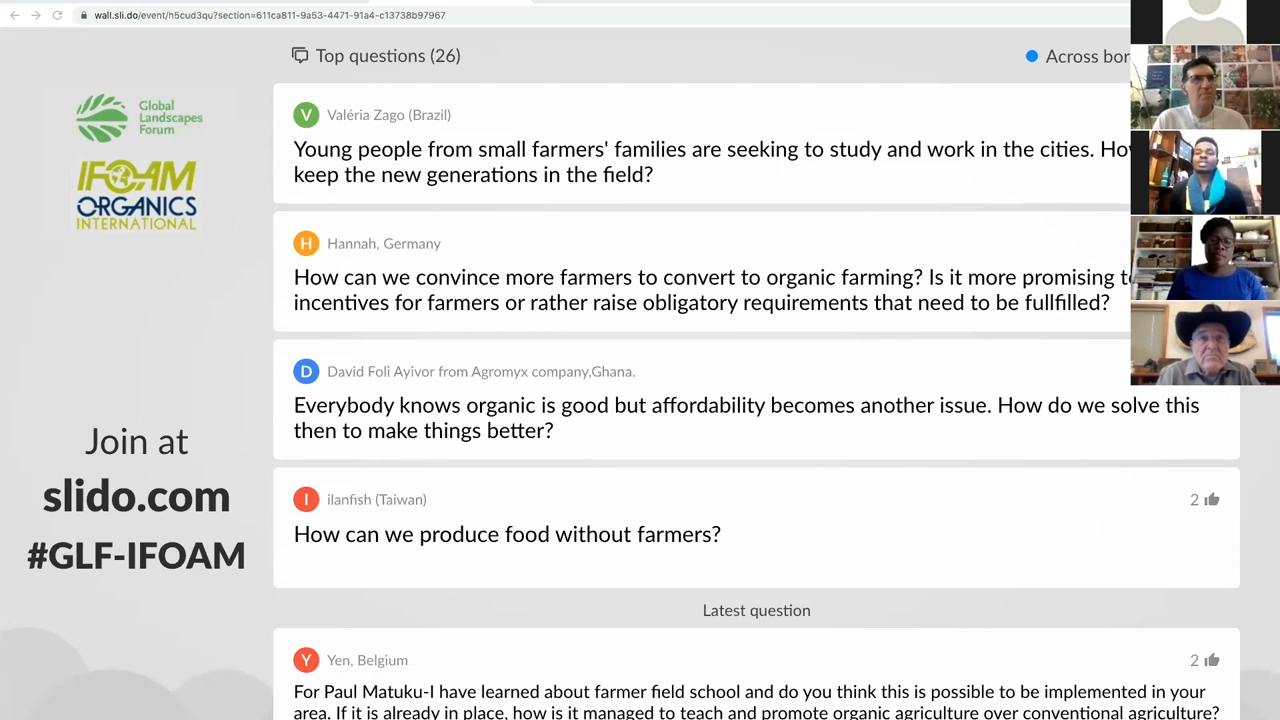 wall.sli.do/event/h5cud3qu?section=611ca811-9a53-4471-91a4-c13738b97967
Top questions (26)
Across bor
Global
Landscapes
Forum
IFOAM
ORGANICS
INTERNATIONAL
Join at
slido.com
#GLF-IFOAM
V Valéria Zago (Brazil)
Young people from small farmers' families are seeking to study and work in the cities. How
keep the new generations in the field?
H Hannah, Germany
How can we convince more farmers to convert to organic farming? Is it more promising to
incentives for farmers or rather raise obligatory requirements that need to be fullfilled?
D David Foli Ayivor from Agromyx company,Ghana.
Everybody knows organic is good but affordability becomes another issue. How do we solve this
then to make things better?
I ilanfish (Taiwan) 2
How can we produce food without farmers?
Latest question
Y Yen, Belgium 2
For Paul Matuku-I have learned about farmer field school and do you think this is possible to be implemented in your
area. If it is already in place, how is it managed to teach and promote organic agriculture over conventional agriculture?